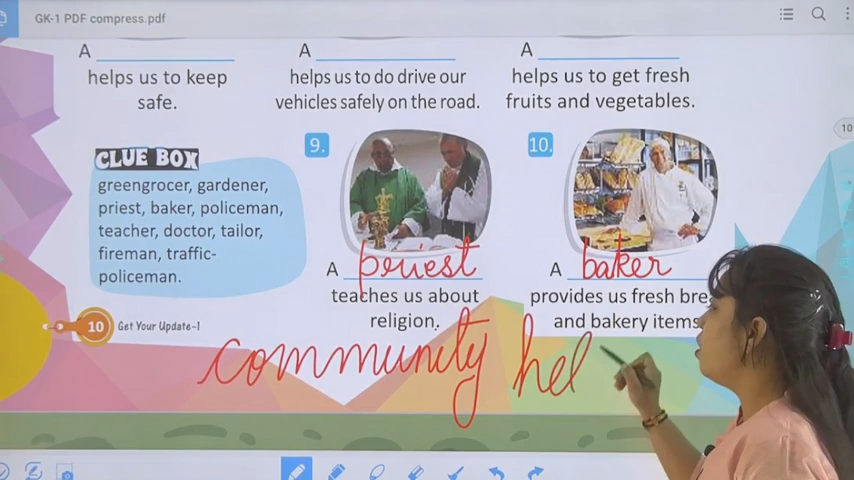 GK-1 PDF compress.pdf
A
helps us to keep
safe.
A
helps us to do drive our
vehicles safely on the road.
A
helps us to get fresh
fruits and vegetables.
10
CLUE BOX
greengrocer, gardener,
priest, baker, policeman,
teacher, doctor, tailor,
fireman, traffic-
policeman.
9.
A priest
teaches us about
religion.
10.
A baker
provides us fresh bre
and bakery items
10 Get Your Update-1
community hel